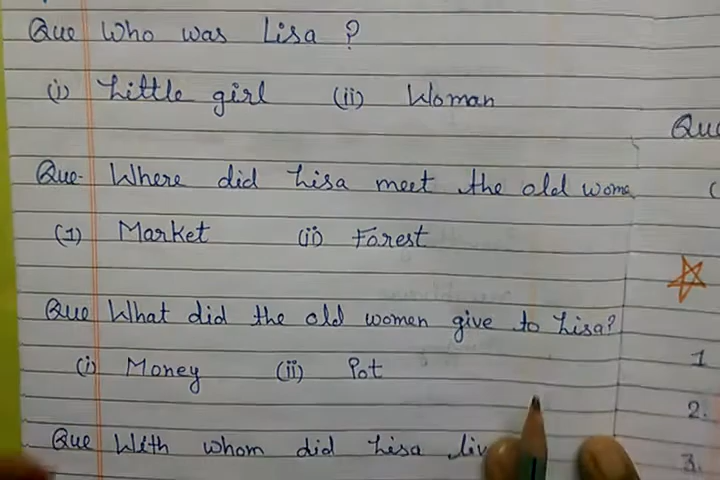 Que Who was Lisa ?
(i) Little girl (ii) Woman
Que- Where did Lisa meet the old wome
(1) Market (ii) Forest
Que What did the old women give to Lisa?
(i) Money (ii) Pot
Que With whom did Lisa liv
Que
(
1
2.
3.